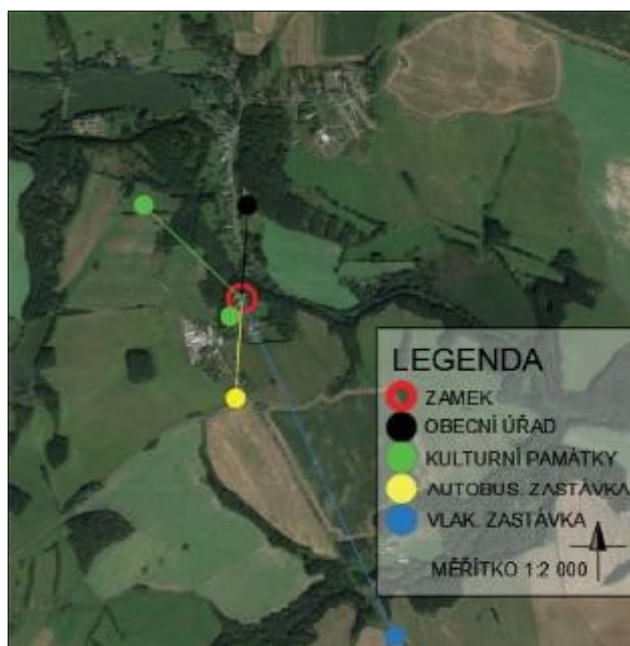 LEGENDA
ZAMEK
OBECNÍ ÚŘAD
KULTURNÍ PAMÁTKY
AUTOBUS. ZASTÁVKA
VLAK. ZASTÁVKA
MĚŘÍTKO 1:2 000